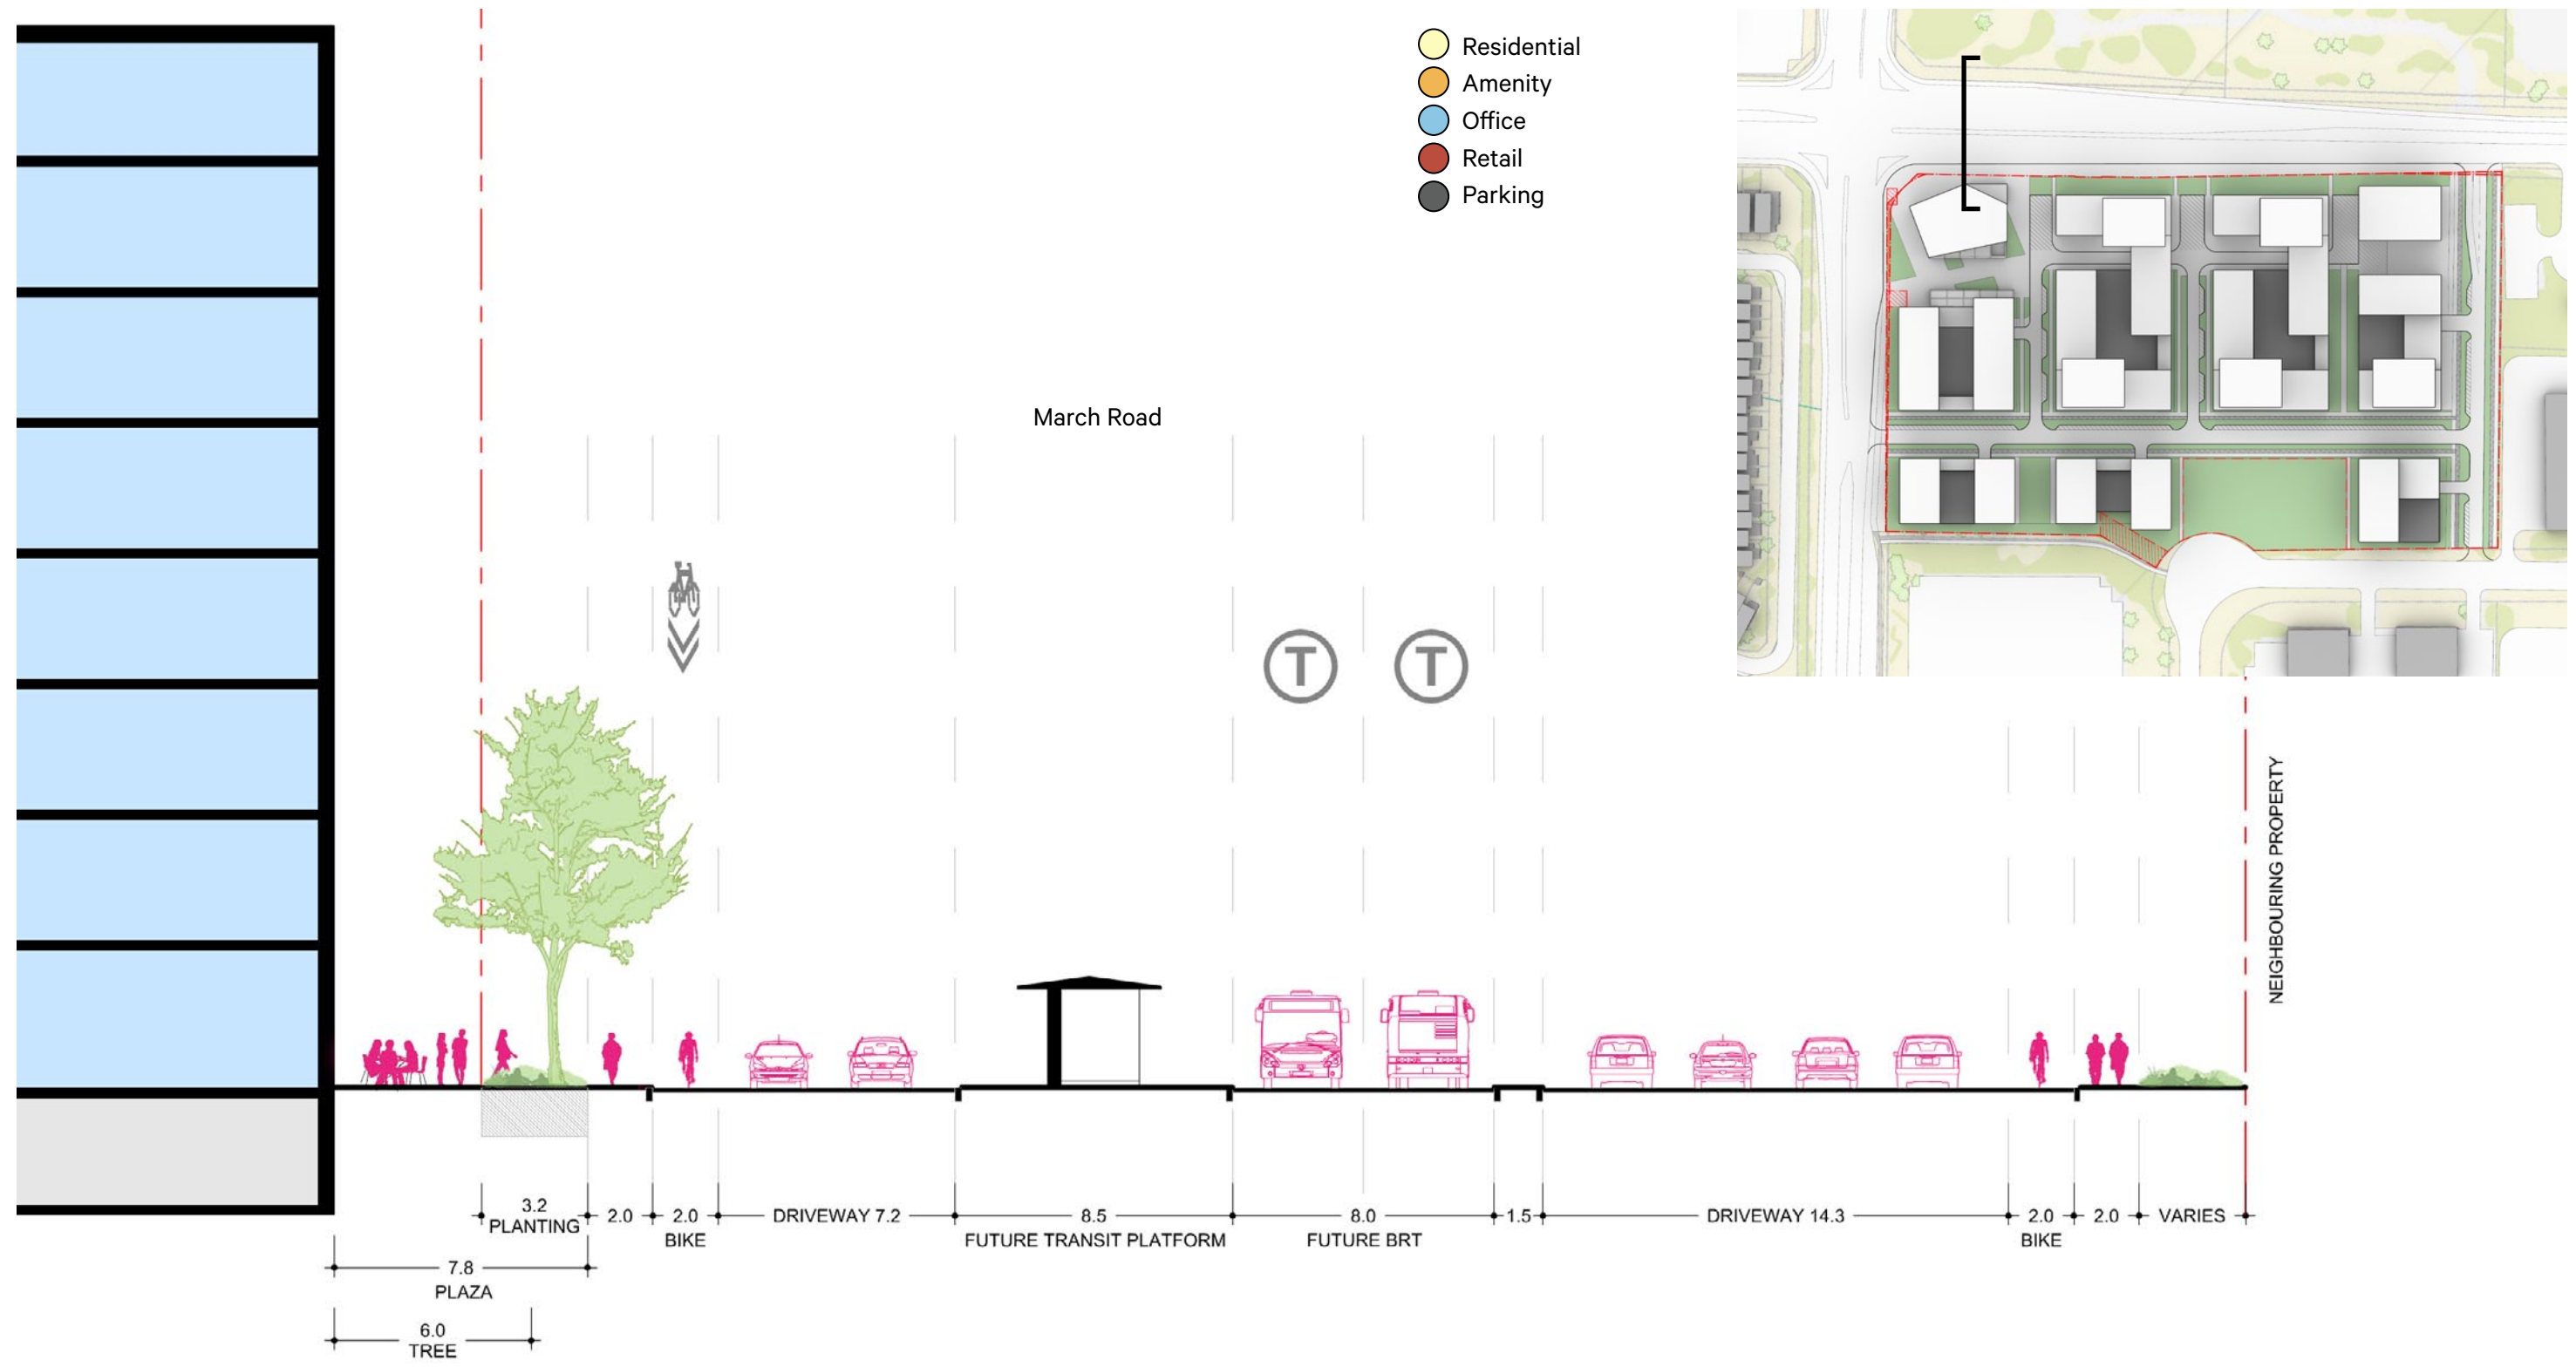 Residential
Amenity
Office
Retail
Parking
March Road
T
T
NEIGHBOURING PROPERTY
3.2
PLANTING
2.0
2.0
BIKE
DRIVEWAY 7.2
8.5
FUTURE TRANSIT PLATFORM
8.0
FUTURE BRT
1.5
DRIVEWAY 14.3
2.0
BIKE
2.0
VARIES
7.8
PLAZA
6.0
TREE